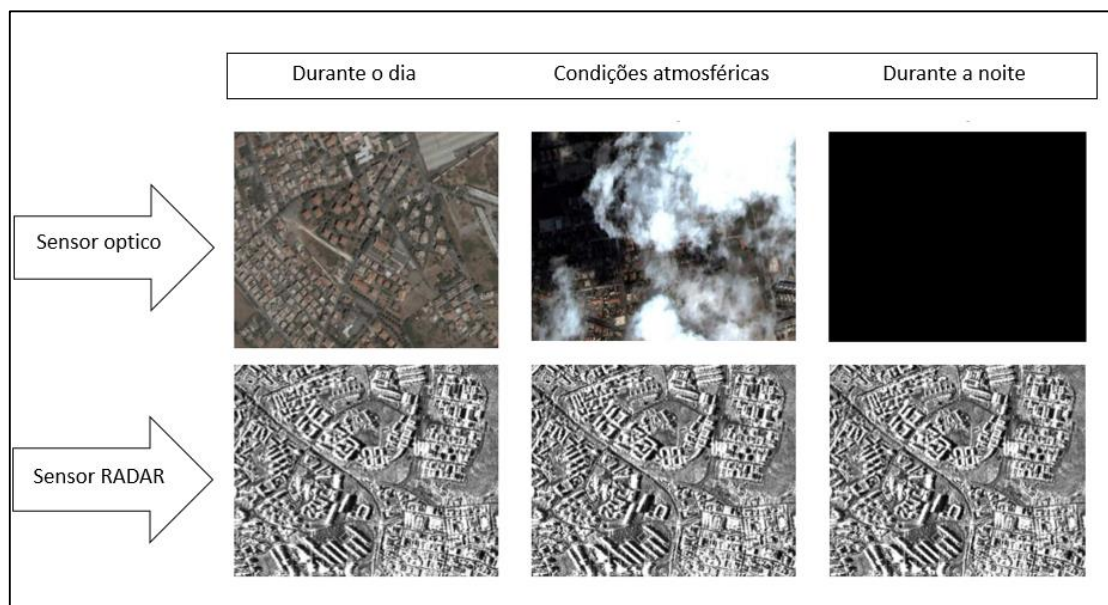 Durante o dia
Condições atmosféricas
Durante a noite
Sensor optico
Sensor RADAR